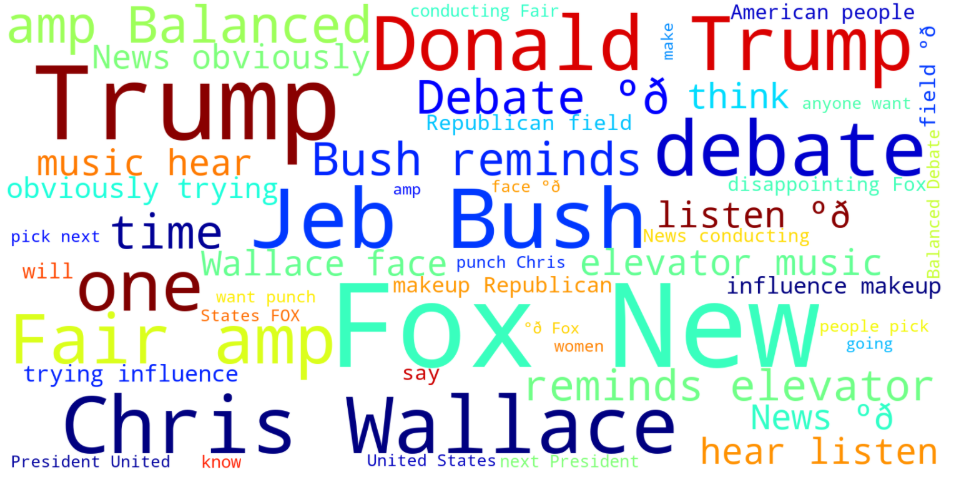 conducting Fair
American people
amp Balanced
Donald Trump
make
field ºð
News obviously
Trump
Debate ºð
think
anyone want
Republican field
debate
music hear
Bush reminds
Balanced Debate
obviously trying
amp
face ºð
disappointing Fox
Jeb Bush
listen ºð
time
pick next
News conducting
Wallace face
punch Chris
elevator music
will
one
want punch
makeup Republican
influence makeup
States FOX
Fox New
Fair amp
ºð Fox
people pick
women
going
trying influence
say
reminds elevator
Chris Wallace
News ºð
hear listen
President United
know
United States
next President